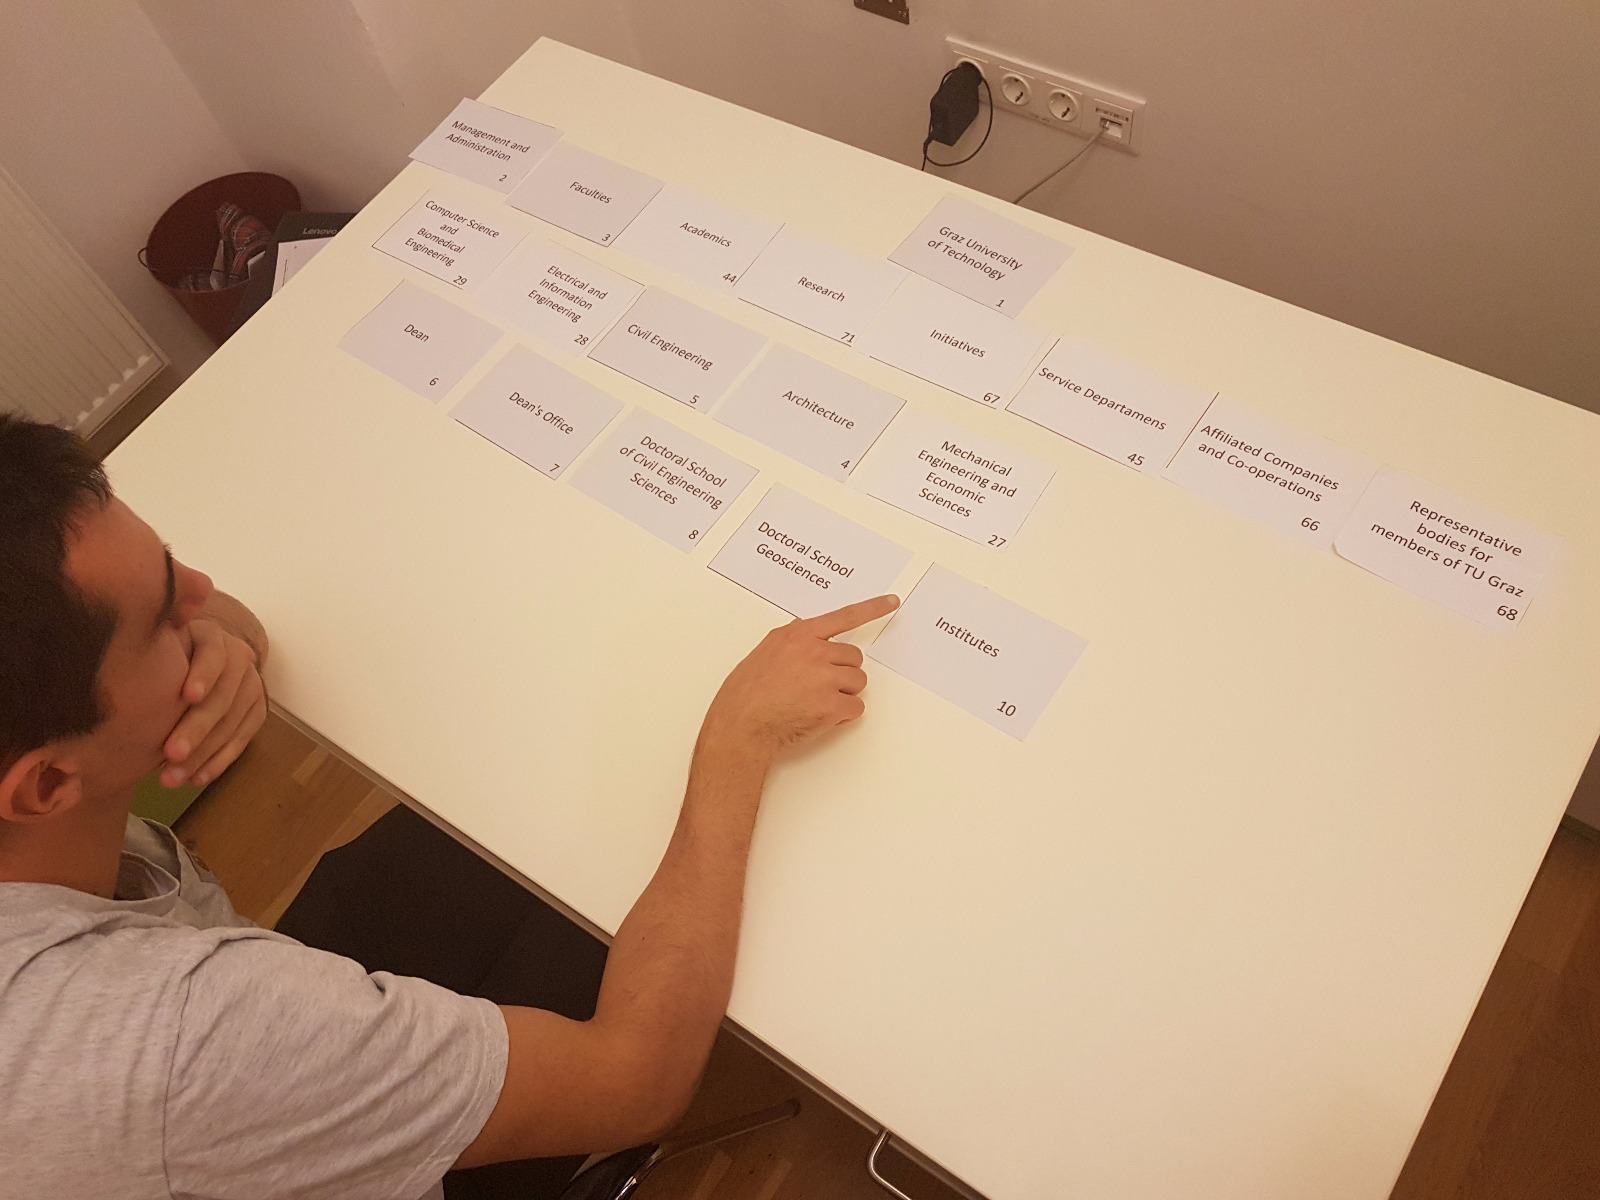 Graz University
of Technology
1
Management and
Administration
2
Faculties
3
Academics
44
Research
71
Initiatives
67
Service Departamens
45
Affiliated Companies
and Co-operations
66
Representative
bodies for
members of TU Graz
68
Computer Science
and
Biomedical
Engineering
29
Electrical and
Information
Engineering
28
Civil Engineering
5
Architecture
4
Mechanical
Engineering and
Economic
Sciences
27
Dean
6
Dean's Office
7
Doctoral School
of Civil Engineering
Sciences
8
Doctoral School
Geosciences
Institutes
10
Lenovo